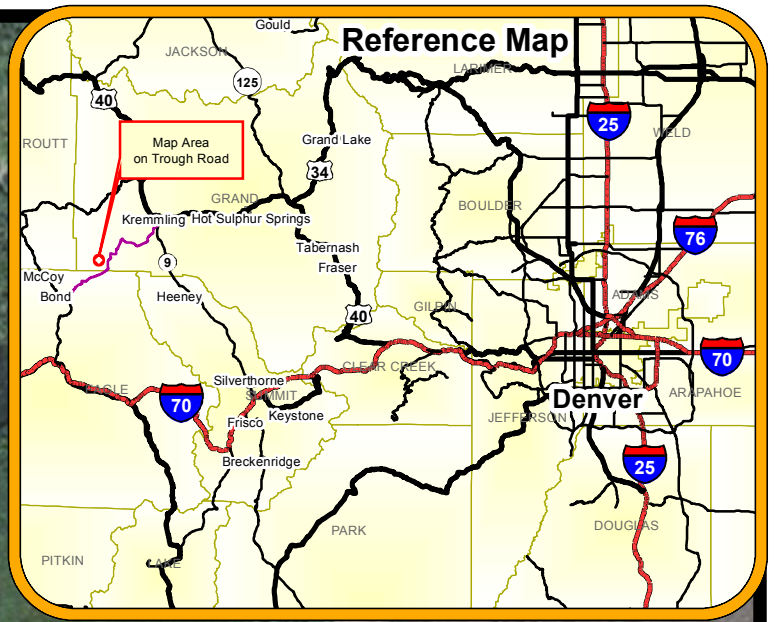 Gould
Reference Map
JACKSON
LARIMER
125
40
25
WELD
ROUTT
Map Area
on Trough Road
Grand Lake
34
GRAND
BOULDER
Kremmling
Hot Sulphur Springs
76
Tabernash
Fraser
9
McCoy
Bond
Heeney
ADAMS
GILPIN
40
70
CLEAR CREEK
Silverthorne
EAGLE
SUMMIT
70
Keystone
Frisco
Denver
ARAPAHOE
JEFFERSON
Breckenridge
25
DOUGLAS
PARK
PITKIN
LAKE